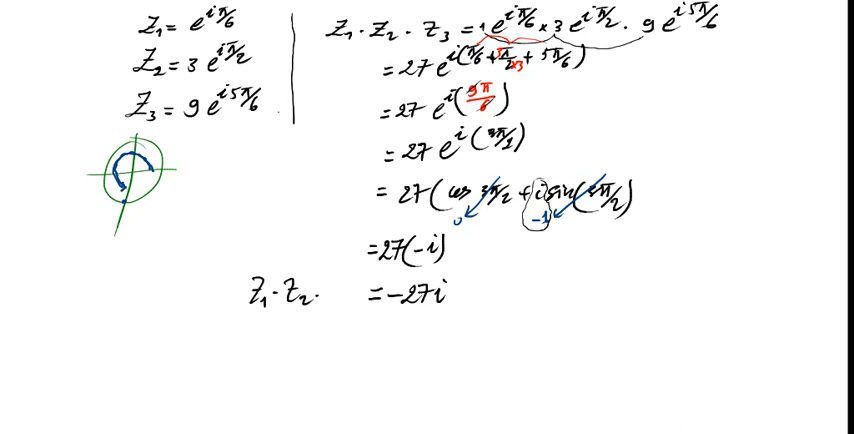 Z₁ = e^{iπ/6}
Z₂ = 3 e^{iπ/2}
Z₃ = 9 e^{i5π/6}
Z₁ · Z₂ · Z₃ = 1 e^{iπ/6} × 3 e^{iπ/2} · 9 e^{i5π/6}
= 27 e^{i(π/6 + 3π/2×3 + 5π/6)}
= 27 e^{i(9π/6)}
= 27 e^{i(3π/2)}
= 27 (cos 3π/2 + i sin(3π/2))
0 -1
= 27(-i)
Z₁ · Z₂ · = -27i